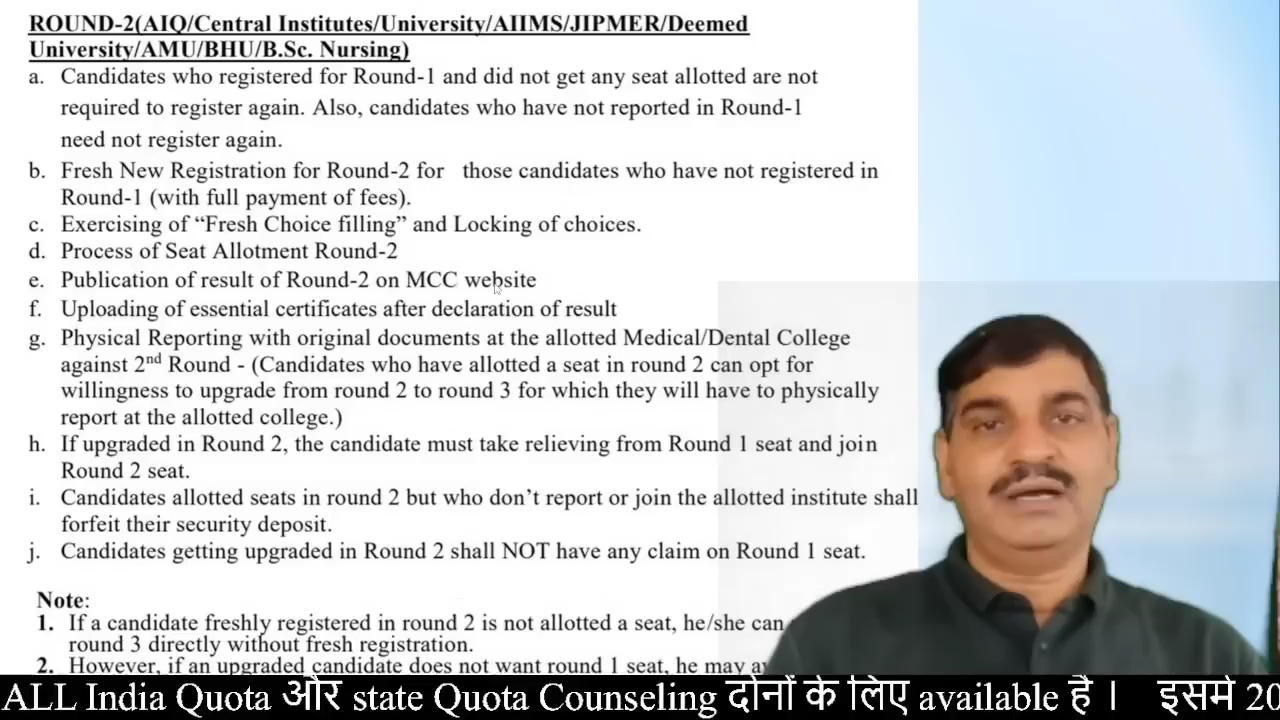 ROUND-2(AIQ/Central Institutes/University/AIIMS/JIPMER/Deemed
University/AMU/BHU/B.Sc. Nursing)
a. Candidates who registered for Round-1 and did not get any seat allotted are not
required to register again. Also, candidates who have not reported in Round-1
need not register again.
b. Fresh New Registration for Round-2 for those candidates who have not registered in
Round-1 (with full payment of fees).
c. Exercising of “Fresh Choice filling” and Locking of choices.
d. Process of Seat Allotment Round-2
e. Publication of result of Round-2 on MCC website
f. Uploading of essential certificates after declaration of result
g. Physical Reporting with original documents at the allotted Medical/Dental College
against 2nd Round - (Candidates who have allotted a seat in round 2 can opt for
willingness to upgrade from round 2 to round 3 for which they will have to physically
report at the allotted college.)
h. If upgraded in Round 2, the candidate must take relieving from Round 1 seat and join
Round 2 seat.
i. Candidates allotted seats in round 2 but who don’t report or join the allotted institute shall
forfeit their security deposit.
j. Candidates getting upgraded in Round 2 shall NOT have any claim on Round 1 seat.
Note:
1. If a candidate freshly registered in round 2 is not allotted a seat, he/she can
round 3 directly without fresh registration.
2. However, if an upgraded candidate does not want round 1 seat, he may
ALL India Quota और state Quota Counseling दोनों के लिए available है। इसमें 20